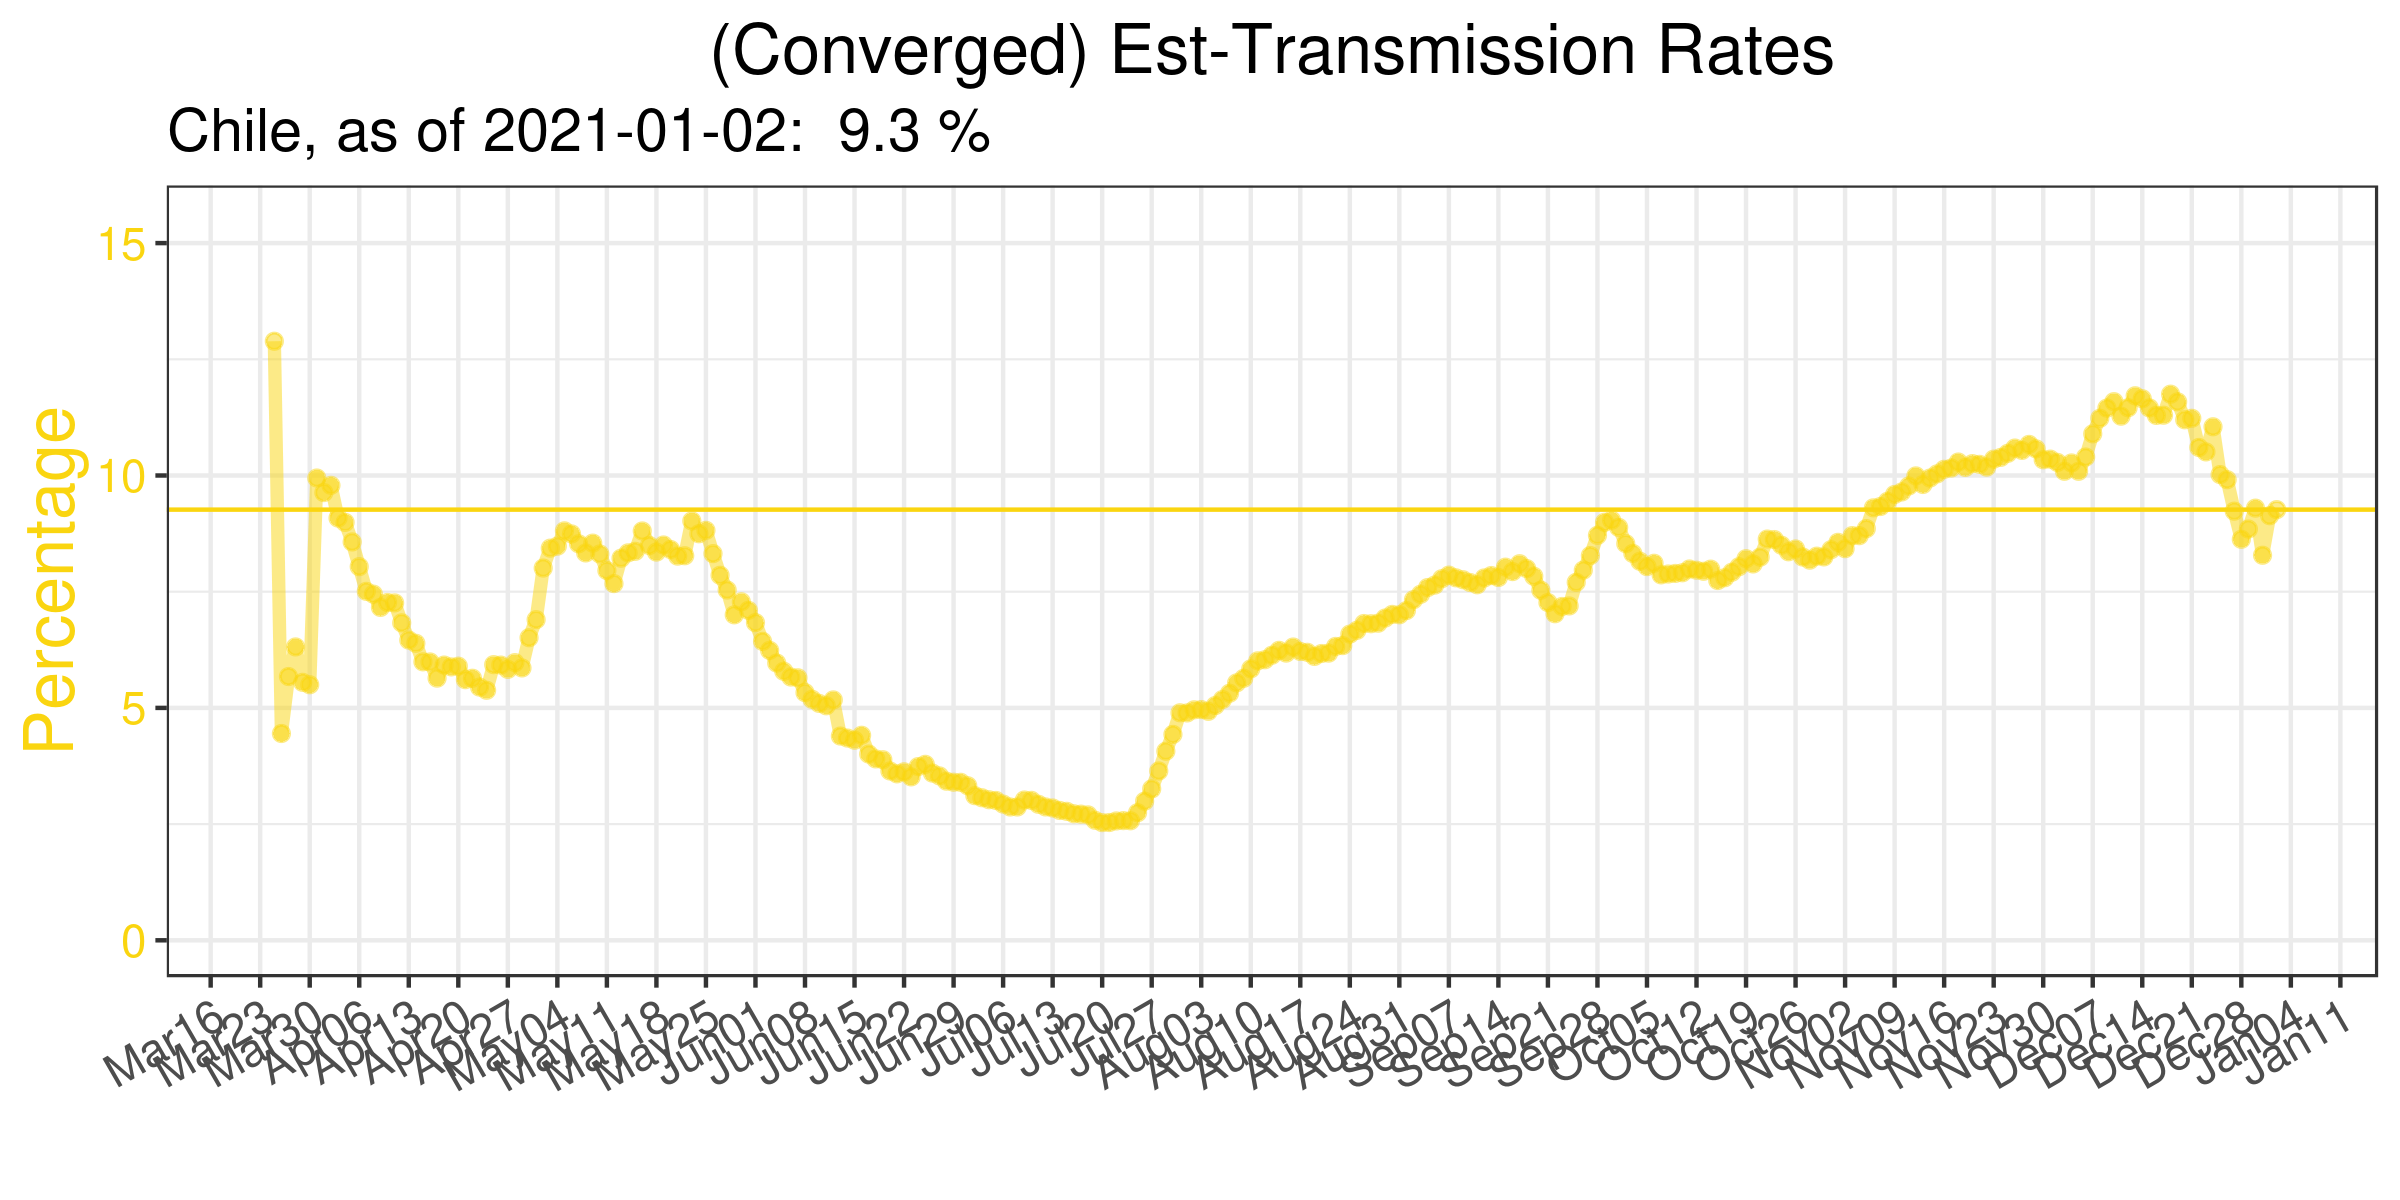 (Converged) Est-Transmission Rates
Chile, as of 2021-01-02:  9.3 %
Percentage
15
10
5
0
Mar16
Mar23
Mar30
Apr06
Apr13
Apr20
Apr27
May04
May11
May18
May25
Jun01
Jun08
Jun15
Jun22
Jun29
Jul06
Jul13
Jul20
Jul27
Aug03
Aug10
Aug17
Aug24
Aug31
Sep07
Sep14
Sep21
Sep28
Oct05
Oct12
Oct19
Oct26
Nov02
Nov09
Nov16
Nov23
Nov30
Dec07
Dec14
Dec21
Dec28
Jan04
Jan11